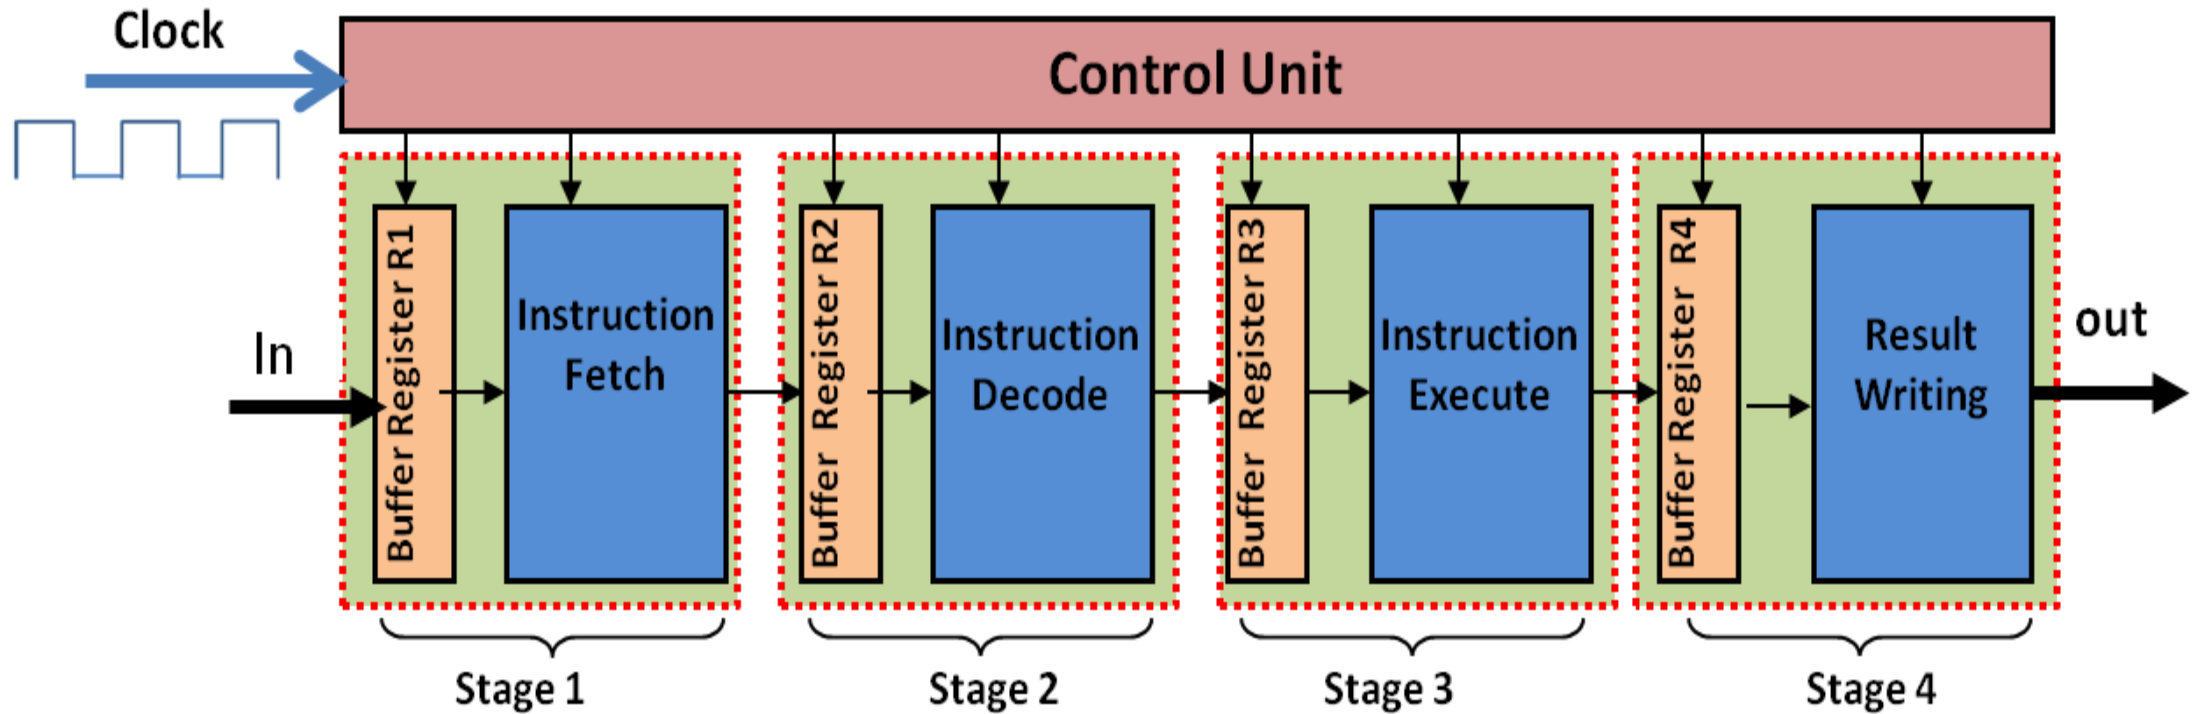 Clock
Control Unit
In
Buffer Register R1
Instruction
Fetch
Buffer Register R2
Instruction
Decode
Buffer Register R3
Instruction
Execute
Buffer Register R4
Result
Writing
out
Stage 1
Stage 2
Stage 3
Stage 4